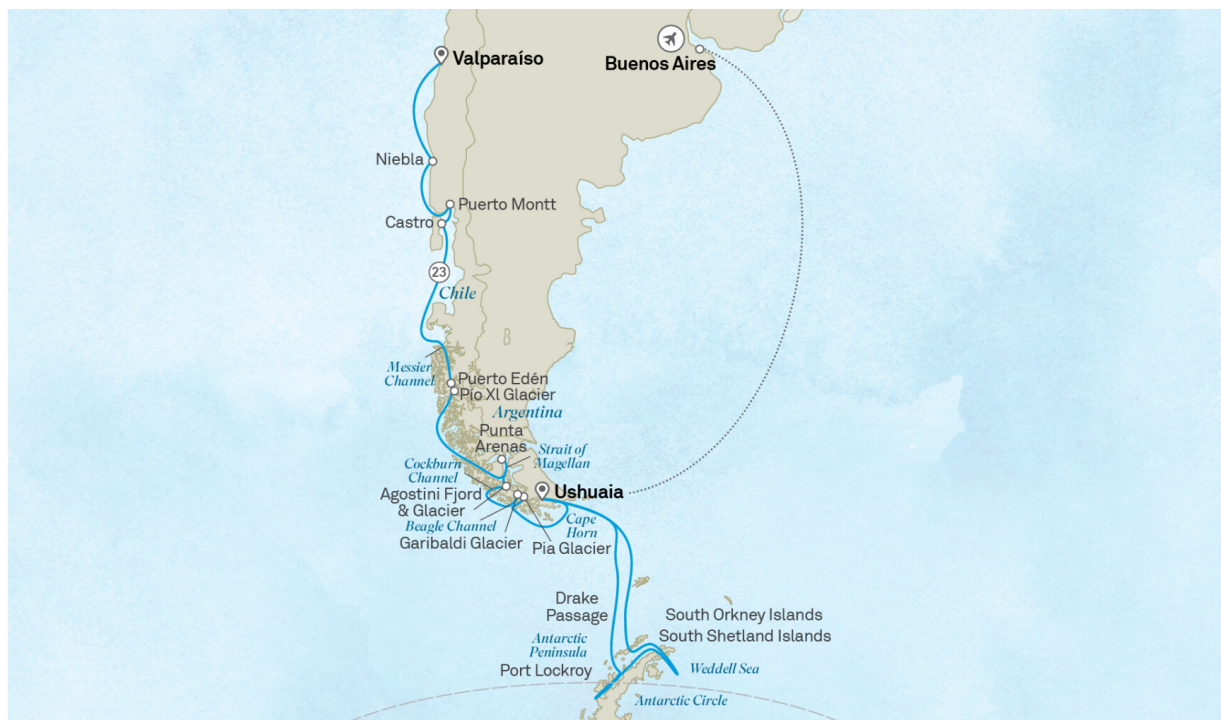 Valparaíso
Buenos Aires
Niebla
Puerto Montt
Castro
23
Chile
Messier
Channel
Puerto Edén
Pío XI Glacier
Argentina
Punta
Arenas
Strait of
Magellan
Cockburn
Channel
Agostini Fjord
& Glacier
Ushuaia
Beagle Channel
Cape
Horn
Garibaldi Glacier
Pia Glacier
Drake
Passage
South Orkney Islands
South Shetland Islands
Antarctic
Peninsula
Port Lockroy
Weddell Sea
Antarctic Circle